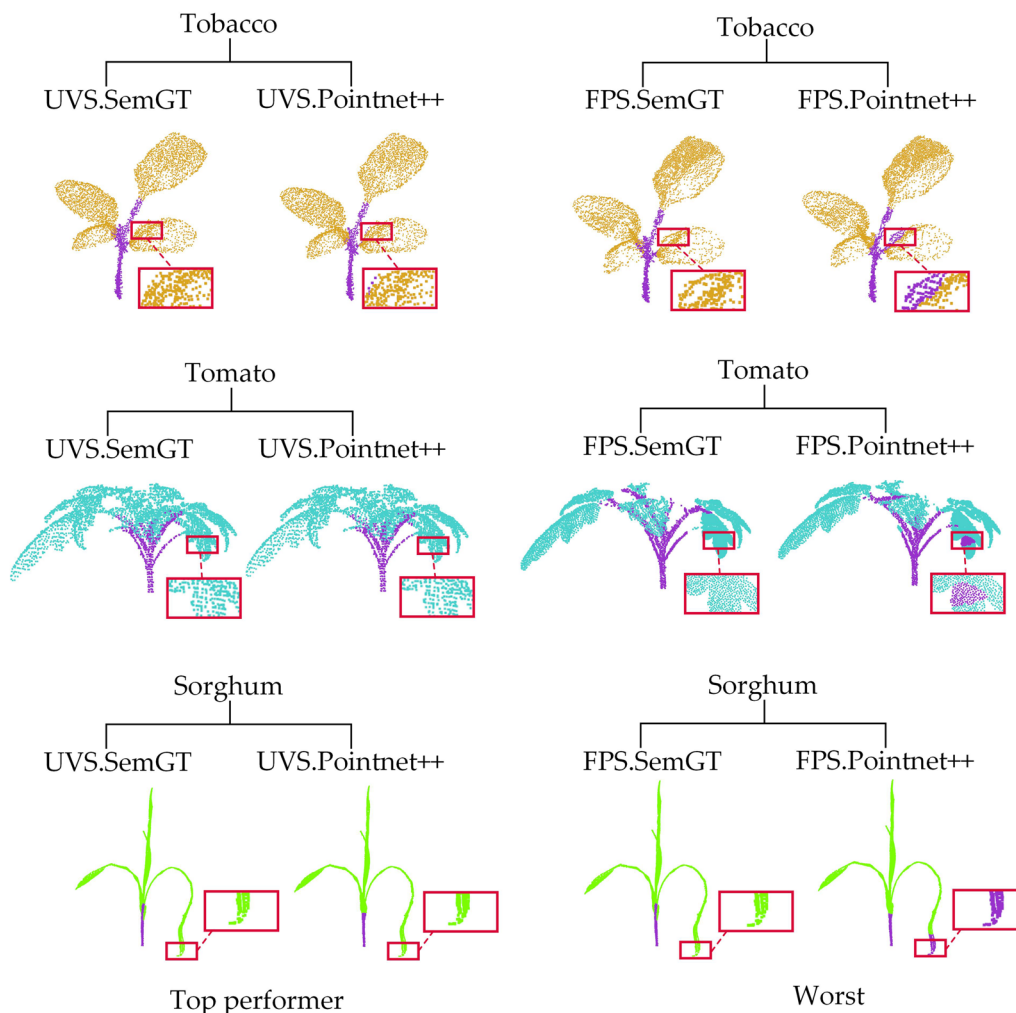 Tobacco
Tobacco
UVS.SemGT
UVS.Pointnet++
FPS.SemGT
FPS.Pointnet++
Tomato
Tomato
UVS.SemGT
UVS.Pointnet++
FPS.SemGT
FPS.Pointnet++
Sorghum
Sorghum
UVS.SemGT
UVS.Pointnet++
FPS.SemGT
FPS.Pointnet++
Top performer
Worst